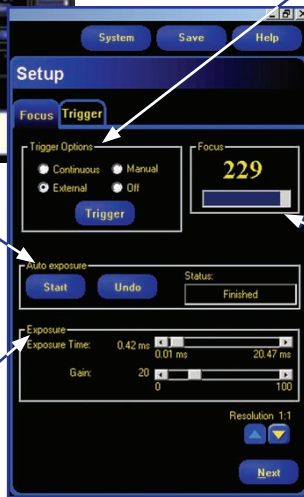 System Save Help
Setup
Focus Trigger
Trigger Options
Continuous Manual
External Off
Trigger
Focus
229
Auto exposure
Start Undo
Status:
Finished
Exposure
Exposure Time: 0.42 ms
0.01 ms 20.47 ms
Gain: 20
0 100
Resolution 1:1
Next